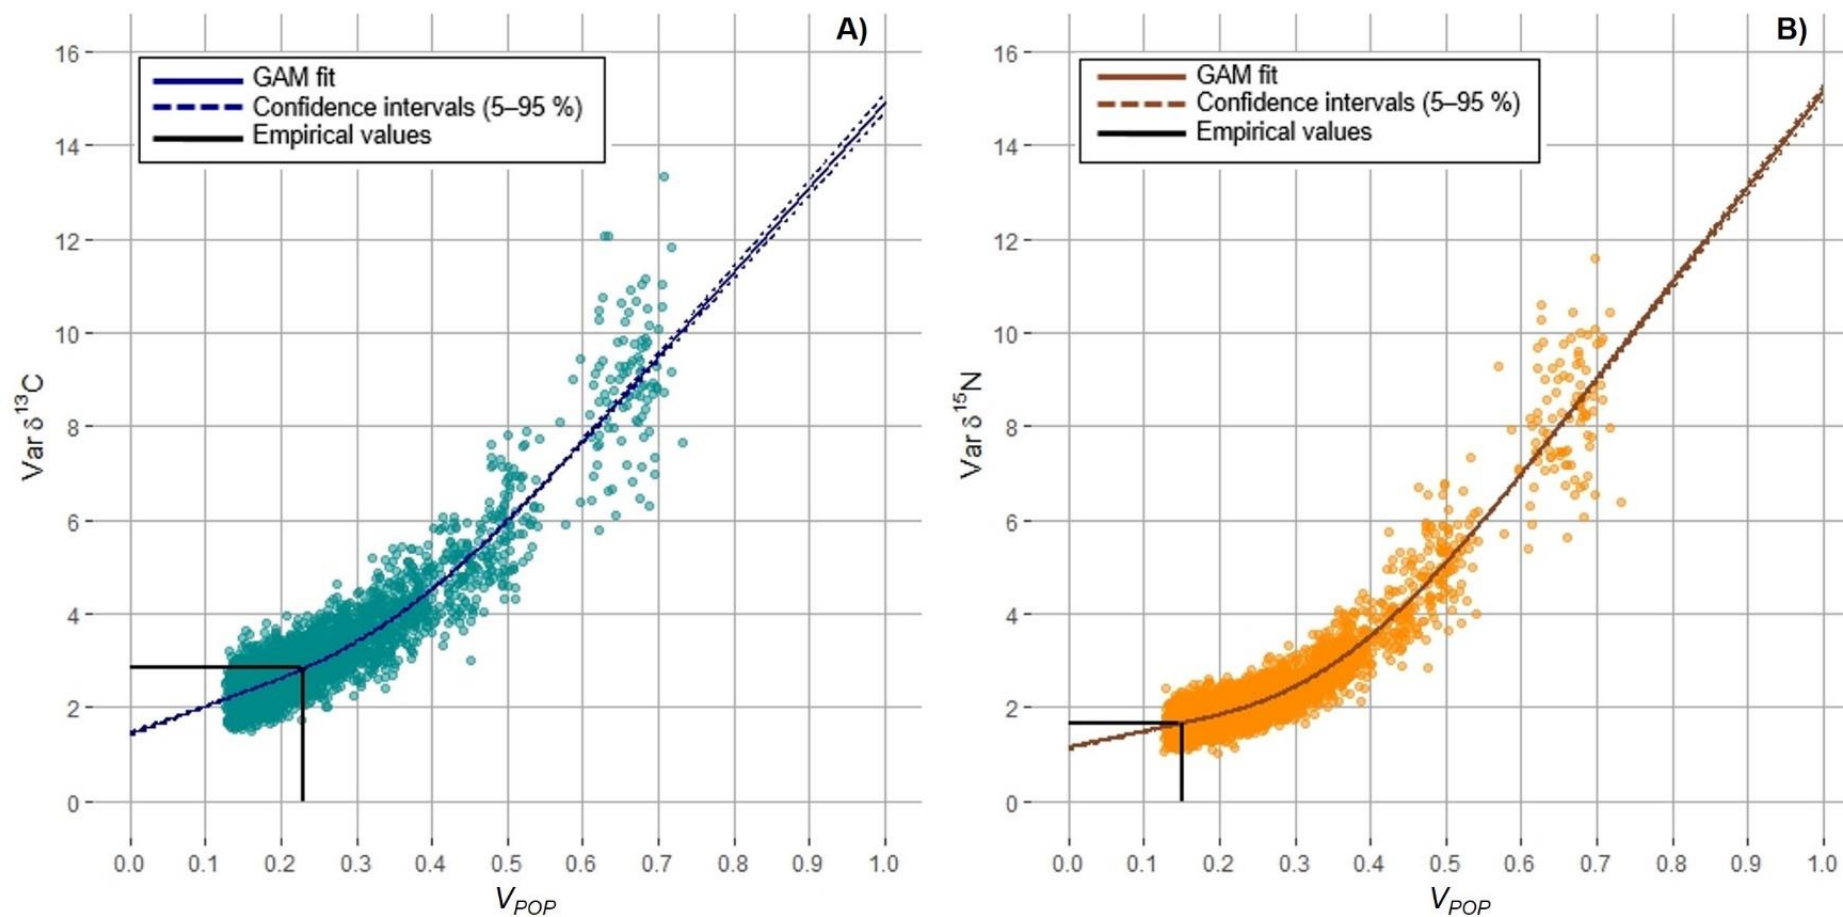 A)
GAM fit
Confidence intervals (5–95 %)
Empirical values
16
14
12
10
8
6
4
2
0
Var δ¹³C
0.0 0.1 0.2 0.3 0.4 0.5 0.6 0.7 0.8 0.9 1.0
V_POP
B)
GAM fit
Confidence intervals (5–95 %)
Empirical values
16
14
12
10
8
6
4
2
0
Var δ¹⁵N
0.0 0.1 0.2 0.3 0.4 0.5 0.6 0.7 0.8 0.9 1.0
V_POP